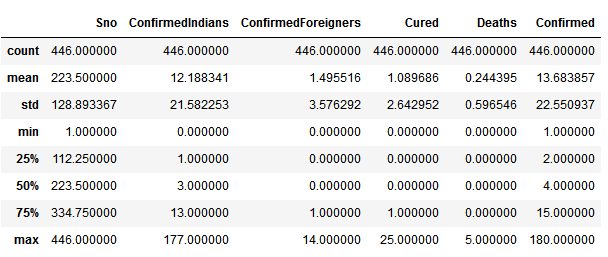 Sno ConfirmedIndians ConfirmedForeigners Cured Deaths Confirmed
count 446.000000 446.000000 446.000000 446.000000 446.000000 446.000000
mean 223.500000 12.188341 1.495516 1.089686 0.244395 13.683857
std 128.893367 21.582253 3.576292 2.642952 0.596546 22.550937
min 1.000000 0.000000 0.000000 0.000000 0.000000 1.000000
25% 112.250000 1.000000 0.000000 0.000000 0.000000 2.000000
50% 223.500000 3.000000 0.000000 0.000000 0.000000 4.000000
75% 334.750000 13.000000 1.000000 1.000000 0.000000 15.000000
max 446.000000 177.000000 14.000000 25.000000 5.000000 180.000000